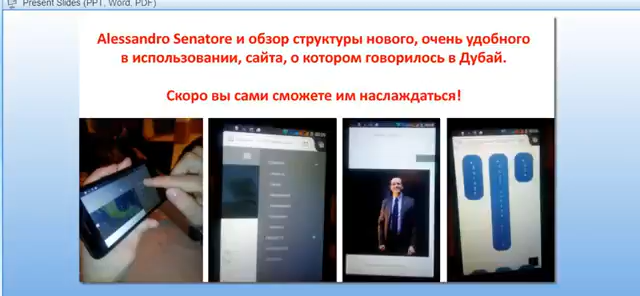 Present Slides (PPT, Word, PDF)
Alessandro Senatore и обзор структуры нового, очень удобного
в использовании, сайта, о котором говорилось в Дубай.
Скоро вы сами сможете им наслаждаться!